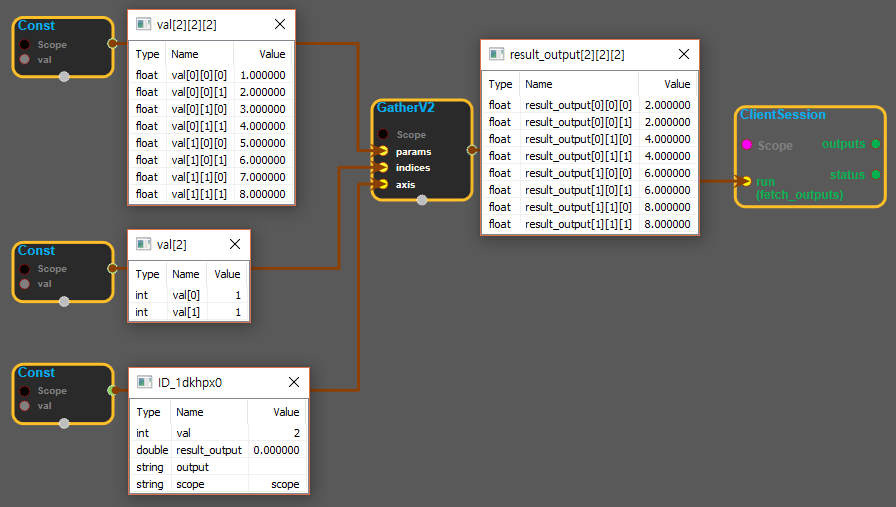 Const
Scope
val
val[2][2][2]
Type Name Value
float val[0][0][0] 1.000000
float val[0][0][1] 2.000000
float val[0][1][0] 3.000000
float val[0][1][1] 4.000000
float val[1][0][0] 5.000000
float val[1][0][1] 6.000000
float val[1][1][0] 7.000000
float val[1][1][1] 8.000000
GatherV2
Scope
params
indices
axis
result_output[2][2][2]
Type Name Value
float result_output[0][0][0] 2.000000
float result_output[0][0][1] 2.000000
float result_output[0][1][0] 4.000000
float result_output[0][1][1] 4.000000
float result_output[1][0][0] 6.000000
float result_output[1][0][1] 6.000000
float result_output[1][1][0] 8.000000
float result_output[1][1][1] 8.000000
ClientSession
Scope outputs
status
run
(fetch_outputs)
Const
Scope
val
val[2]
Type Name Value
int val[0] 1
int val[1] 1
Const
Scope
val
ID_1dkhpx0
Type Name Value
int val 2
double result_output 0.000000
string output
string scope scope